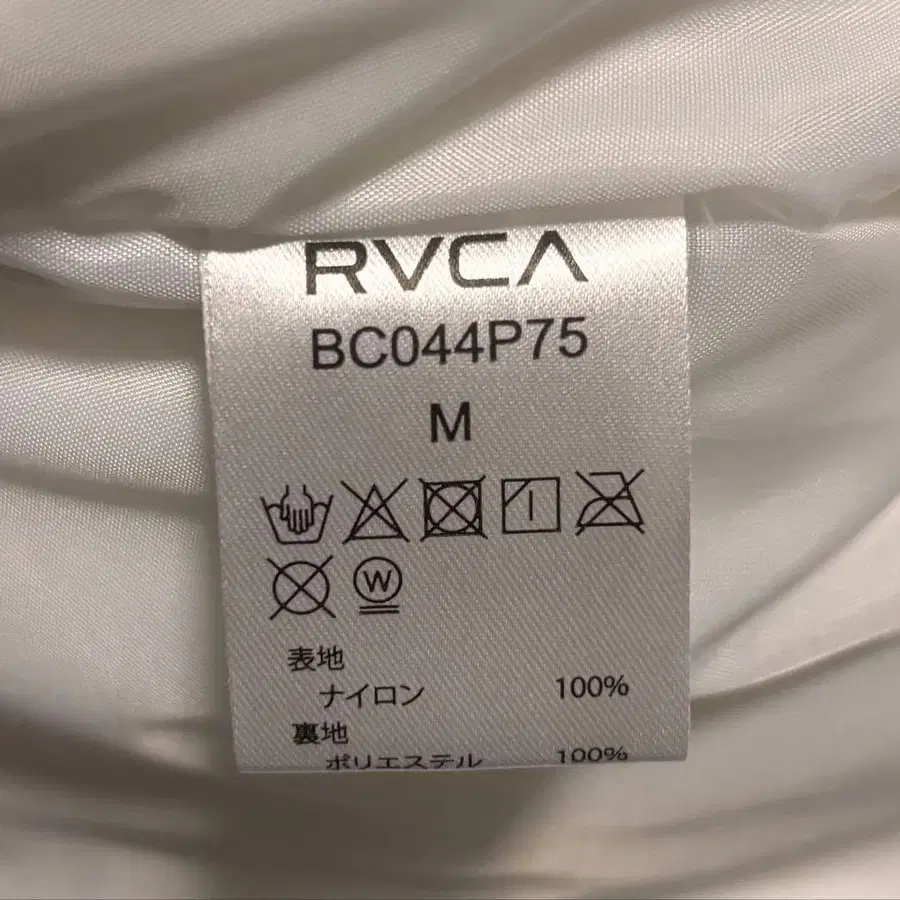 RVCA
BC044P75
M
W
表地
ナイロン 100%
裏地
ポリエステル 100%